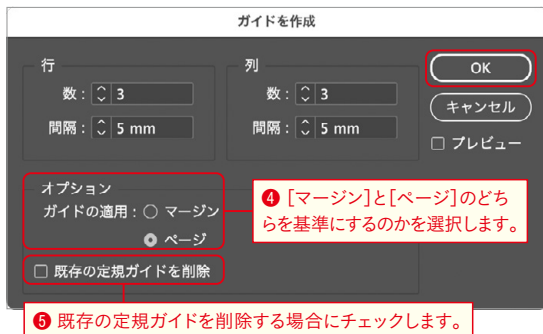 ガイドを作成
行
数: 3
間隔: 5 mm
列
数: 3
間隔: 5 mm
OK
キャンセル
プレビュー
オプション
ガイドの適用: マージン
ページ
既存の定規ガイドを削除
❹ [マージン]と[ページ]のどち
らを基準にするのかを選択します。
❺ 既存の定規ガイドを削除する場合にチェックします。